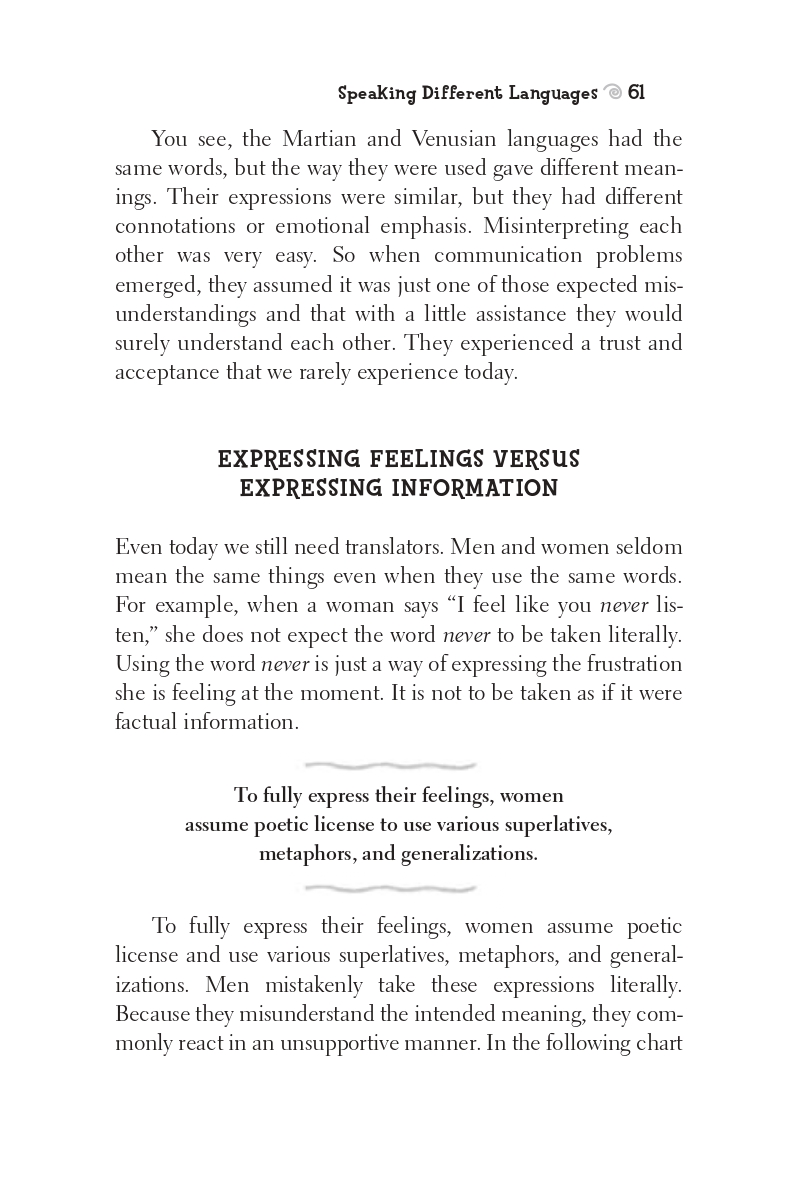 Speaking Different Languages 61
You see, the Martian and Venusian languages had the
same words, but the way they were used gave different mean-
ings. Their expressions were similar, but they had different
connotations or emotional emphasis. Misinterpreting each
other was very easy. So when communication problems
emerged, they assumed it was just one of those expected mis-
understandings and that with a little assistance they would
surely understand each other. They experienced a trust and
acceptance that we rarely experience today.
EXPRESSING FEELINGS VERSUS
EXPRESSING INFORMATION
Even today we still need translators. Men and women seldom
mean the same things even when they use the same words.
For example, when a woman says “I feel like you never lis-
ten,” she does not expect the word never to be taken literally.
Using the word never is just a way of expressing the frustration
she is feeling at the moment. It is not to be taken as if it were
factual information.
To fully express their feelings, women
assume poetic license to use various superlatives,
metaphors, and generalizations.
To fully express their feelings, women assume poetic
license and use various superlatives, metaphors, and general-
izations. Men mistakenly take these expressions literally.
Because they misunderstand the intended meaning, they com-
monly react in an unsupportive manner. In the following chart